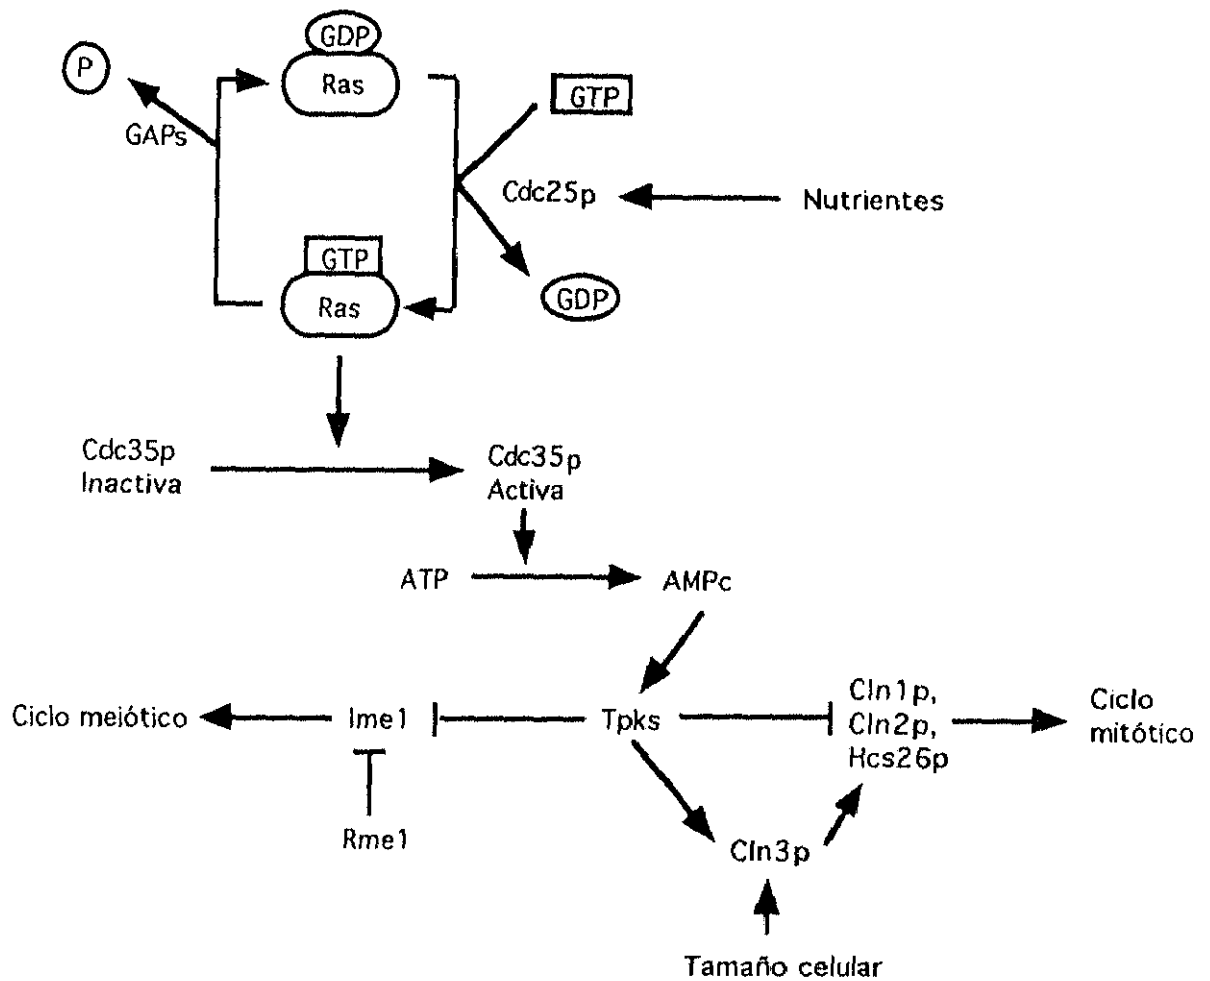 GDP
P
Ras
GTP
GAPs
Cdc25p
Nutrientes
GTP
GDP
Ras
Cdc35p
Inactiva
Cdc35p
Activa
ATP
AMPc
Ciclo meiótico
Ime1
Tpks
Cln1p,
Cln2p,
Hcs26p
Ciclo
mitótico
Rme1
Cln3p
Tamaño celular